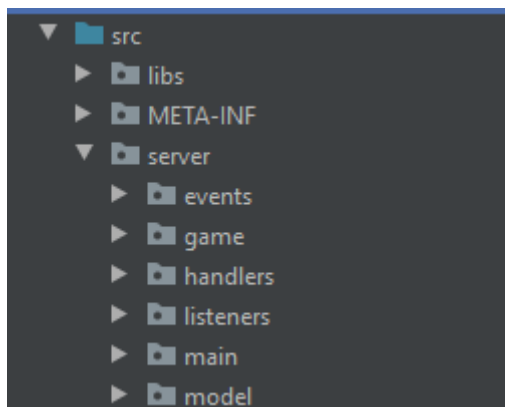 src
libs
META-INF
server
events
game
handlers
listeners
main
model